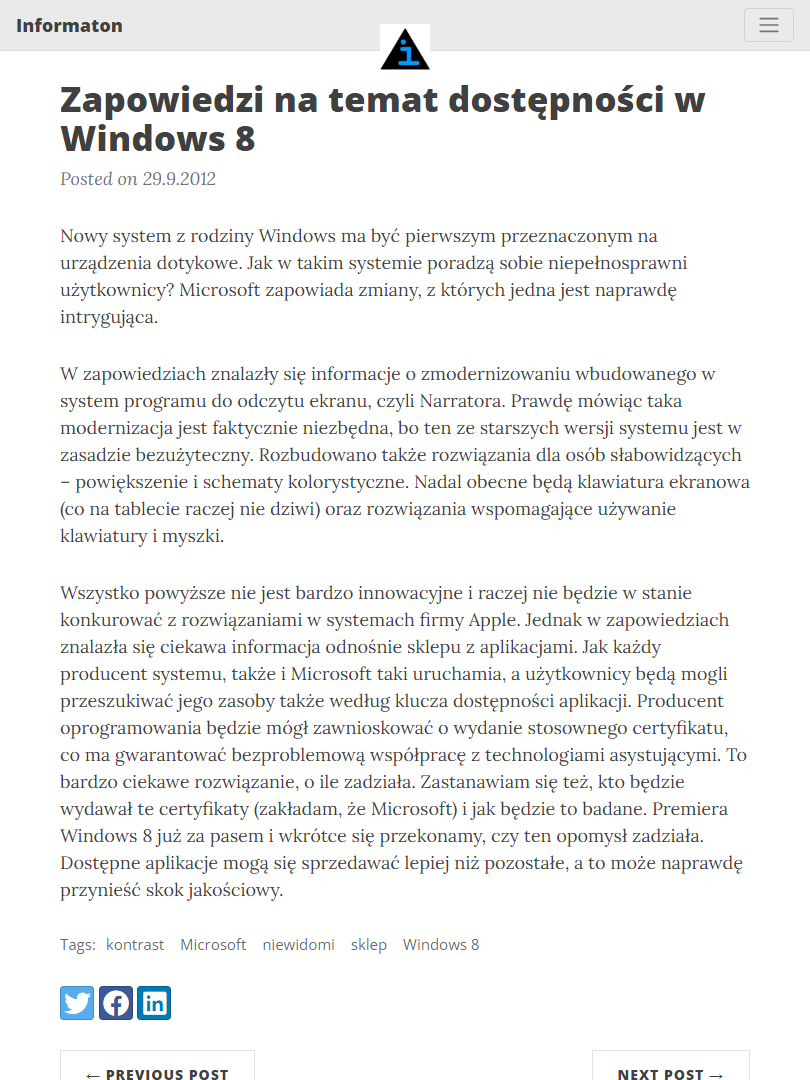 Informaton
i
Zapowiedzi na temat dostępności w
Windows 8
Posted on 29.9.2012
Nowy system z rodziny Windows ma być pierwszym przeznaczonym na
urządzenia dotykowe. Jak w takim systemie poradzą sobie niepełnosprawni
użytkownicy? Microsoft zapowiada zmiany, z których jedna jest naprawdę
intrygująca.
W zapowiedziach znalazły się informacje o zmodernizowaniu wbudowanego w
system programu do odczytu ekranu, czyli Narratora. Prawdę mówiąc taka
modernizacja jest faktycznie niezbędna, bo ten ze starszych wersji systemu jest w
zasadzie bezużyteczny. Rozbudowano także rozwiązania dla osób słabowidzących
– powiększenie i schematy kolorystyczne. Nadal obecne będą klawiatura ekranowa
(co na tablecie raczej nie dziwi) oraz rozwiązania wspomagające używanie
klawiatury i myszki.
Wszystko powyższe nie jest bardzo innowacyjne i raczej nie będzie w stanie
konkurować z rozwiązaniami w systemach firmy Apple. Jednak w zapowiedziach
znalazła się ciekawa informacja odnośnie sklepu z aplikacjami. Jak każdy
producent systemu, także i Microsoft taki uruchamia, a użytkownicy będą mogli
przeszukiwać jego zasoby także według klucza dostępności aplikacji. Producent
oprogramowania będzie mógł zawnioskować o wydanie stosownego certyfikatu,
co ma gwarantować bezproblemową współpracę z technologiami asystującymi. To
bardzo ciekawe rozwiązanie, o ile zadziała. Zastanawiam się też, kto będzie
wydawał te certyfikaty (zakładam, że Microsoft) i jak będzie to badane. Premiera
Windows 8 już za pasem i wkrótce się przekonamy, czy ten opomysł zadziała.
Dostępne aplikacje mogą się sprzedawać lepiej niż pozostałe, a to może naprawdę
przynieść skok jakościowy.
Tags: kontrast Microsoft niewidomi sklep Windows 8
← PREVIOUS POST
NEXT POST →